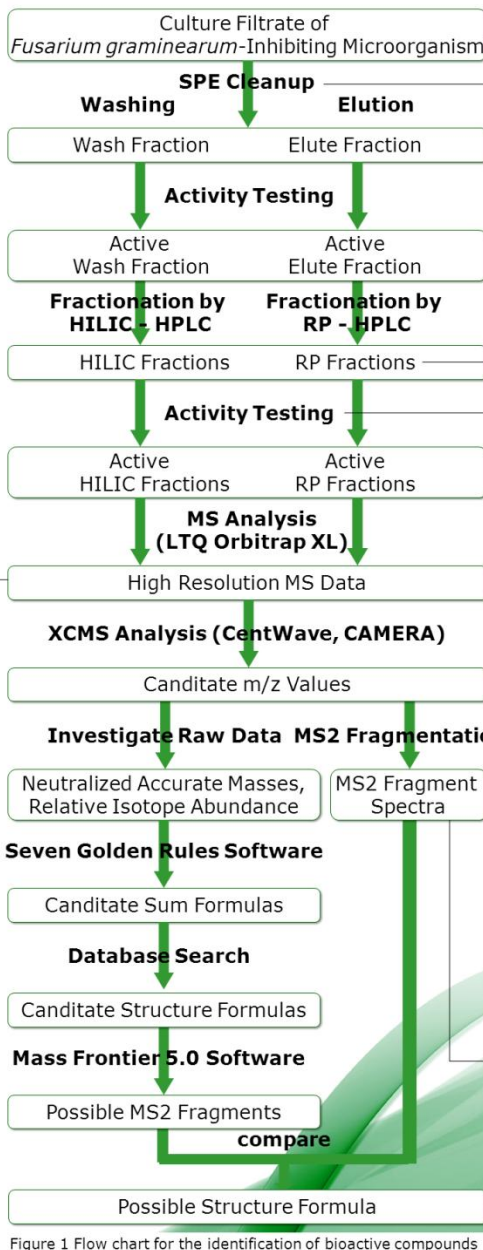 Culture Filtrate of
Fusarium graminearum-Inhibiting Microorganism
SPE Cleanup
Washing Elution
Wash Fraction Elute Fraction
Activity Testing
Active Active
Wash Fraction Elute Fraction
Fractionation by Fractionation by
HILIC - HPLC RP - HPLC
HILIC Fractions RP Fractions
Activity Testing
Active Active
HILIC Fractions RP Fractions
MS Analysis
(LTQ Orbitrap XL)
High Resolution MS Data
XCMS Analysis (CentWave, CAMERA)
Canditate m/z Values
Investigate Raw Data MS2 Fragmentatio
Neutralized Accurate Masses, MS2 Fragment
Relative Isotope Abundance Spectra
Seven Golden Rules Software
Canditate Sum Formulas
Database Search
Canditate Structure Formulas
Mass Frontier 5.0 Software
Possible MS2 Fragments
compare
Possible Structure Formula
Figure 1 Flow chart for the identification of bioactive compounds